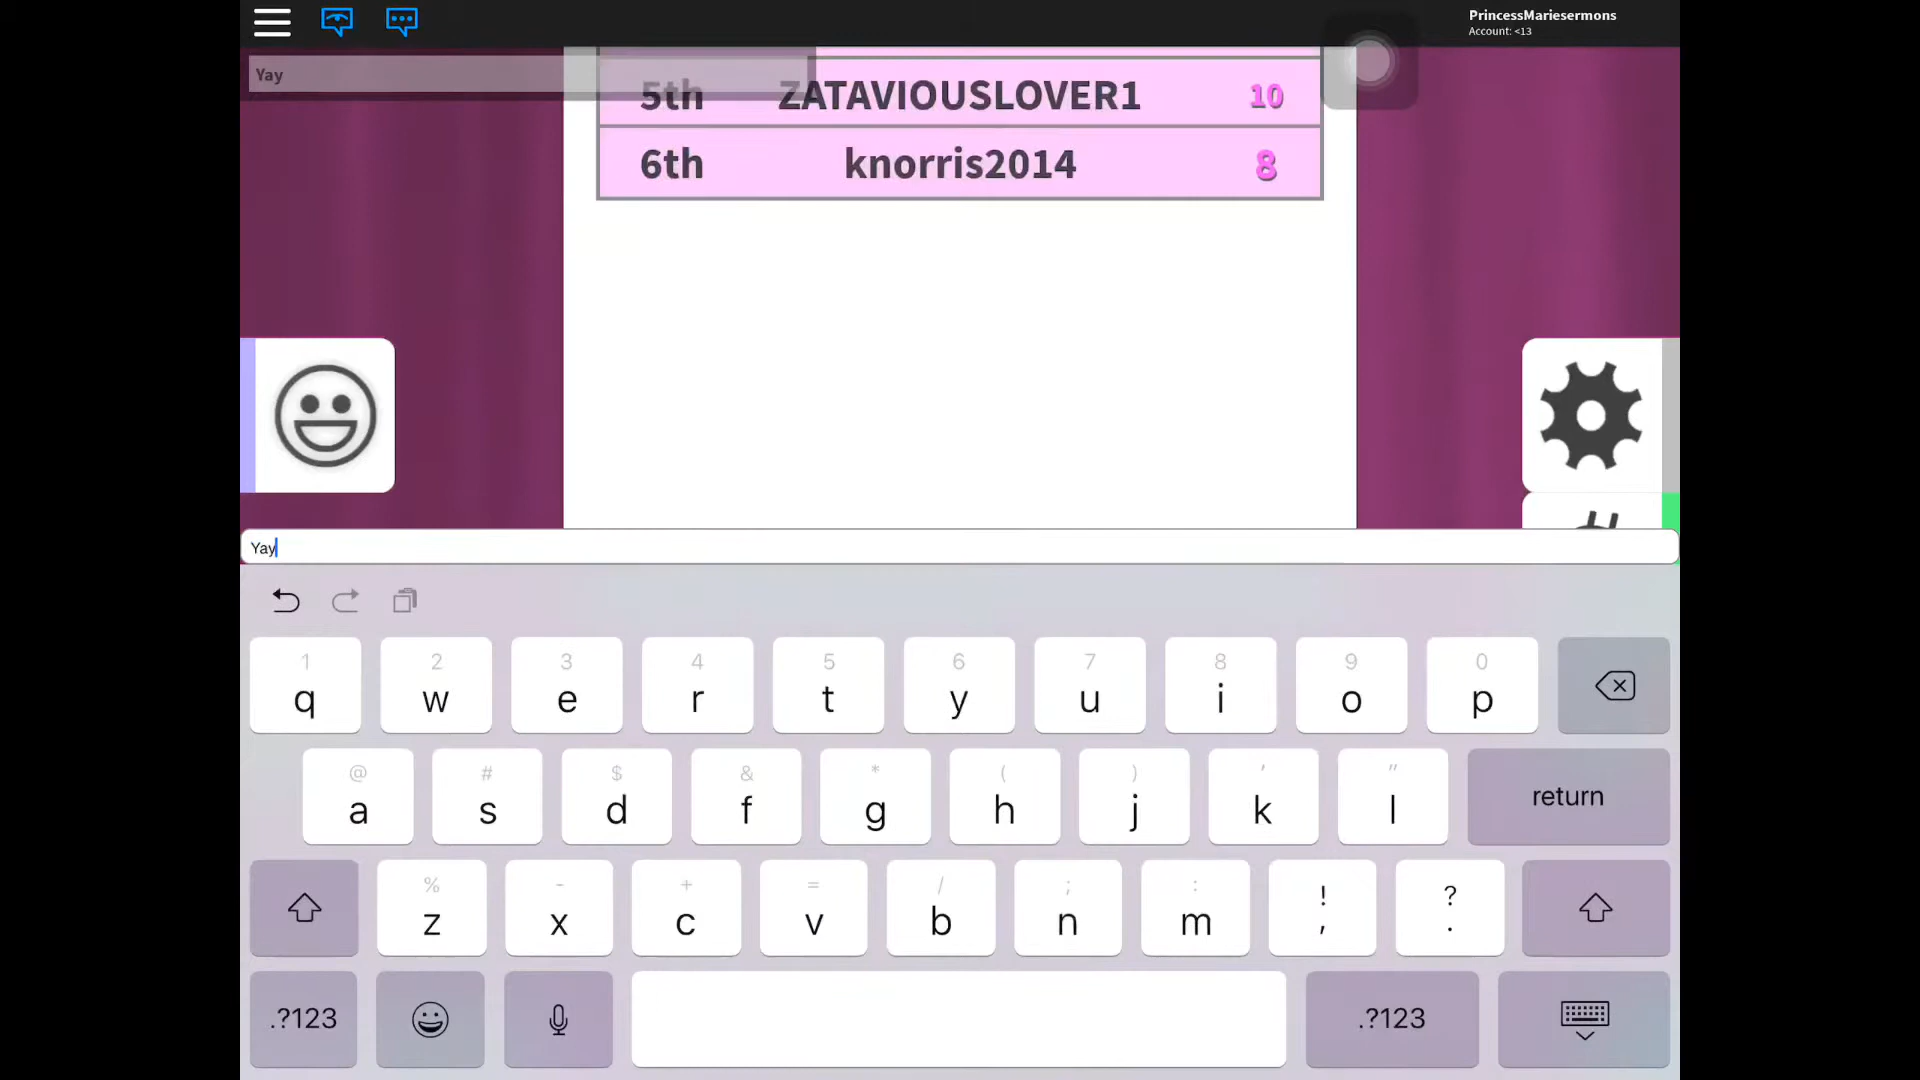 PrincessMariesermons
Account: <13
Yay
5th ZATAVIOUSLOVER1 10
6th knorris2014 8
#
Yay
1 2 3 4 5 6 7 8 9 0
q w e r t y u i o p
@ # $ & * ( ) ' "
a s d f g h j k l return
% - + = / ; : ! ?
z x c v b n m , .
.?123 .?123